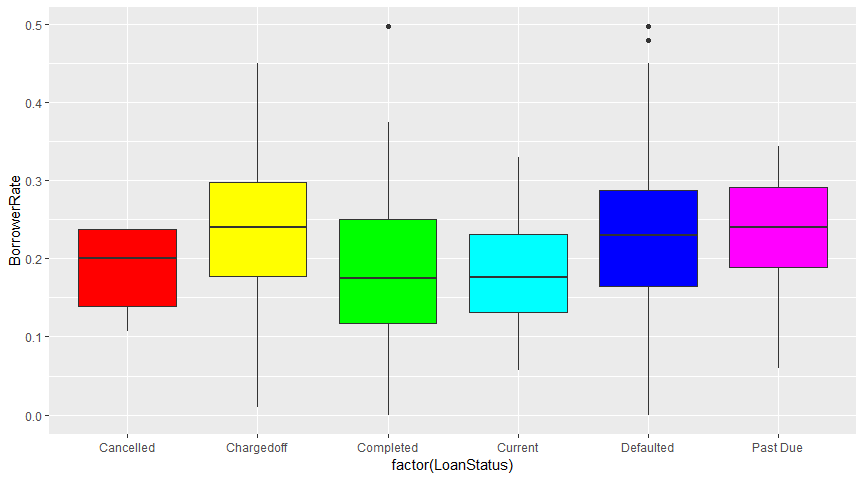 BorrowerRate
0.5
0.4
0.3
0.2
0.1
0.0
Cancelled Chargedoff Completed Current Defaulted Past Due
factor(LoanStatus)